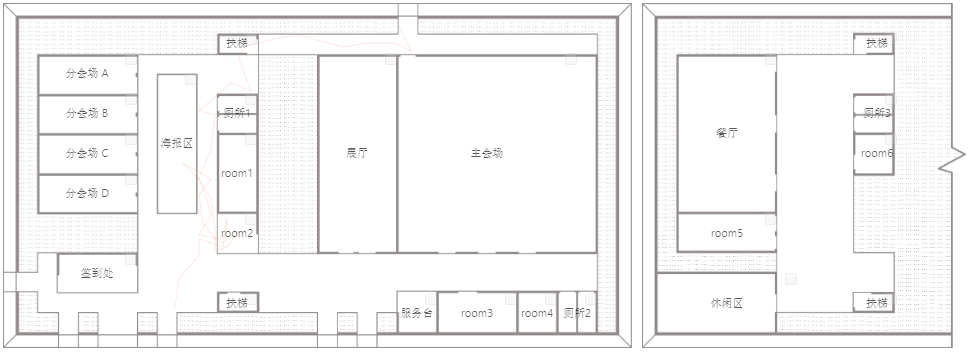 扶梯
扶梯
分会场 A
分会场 B
厕所1
厕所3
餐厅
海报区
分会场 C
展厅
主会场
room6
room1
分会场 D
room2
room5
签到处
扶梯
休闲区
扶梯
服务台
room3
room4
厕所2